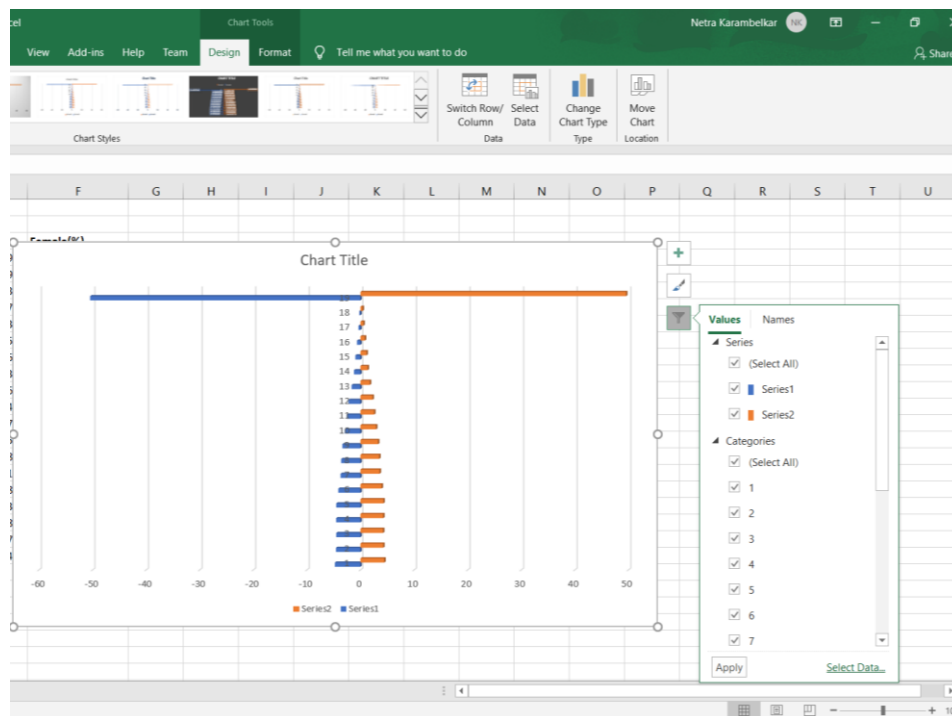 cel
Chart Tools
Netra Karambelkar
NK
View Add-ins Help Team Design Format Tell me what you want to do
Share
Switch Row/ Column
Select Data
Change Chart Type
Move Chart
Chart Styles
Data
Type
Location
F G H I J K L M N O P Q R S T U
Female(%)
Chart Title
18
17
16
15
14
13
12
11
10
-60 -50 -40 -30 -20 -10 0 10 20 30 40 50
Series2 Series1
Values Names
Series
(Select All)
Series1
Series2
Categories
(Select All)
1
2
3
4
5
6
7
Apply
Select Data...